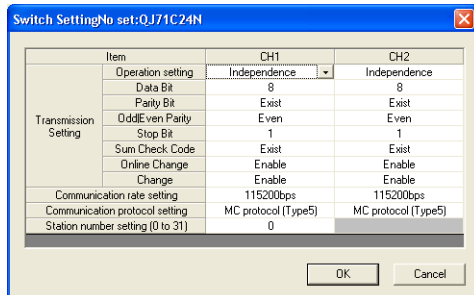 Switch SettingNo set:QJ71C24N
Item CH1 CH2
Transmission Setting
Operation setting Independence Independence
Data Bit 8 8
Parity Bit Exist Exist
Odd|Even Parity Even Even
Stop Bit 1 1
Sum Check Code Exist Exist
Online Change Enable Enable
Change Enable Enable
Communication rate setting 115200bps 115200bps
Communication protocol setting MC protocol (Type5) MC protocol (Type5)
Station number setting (0 to 31) 0
OK Cancel